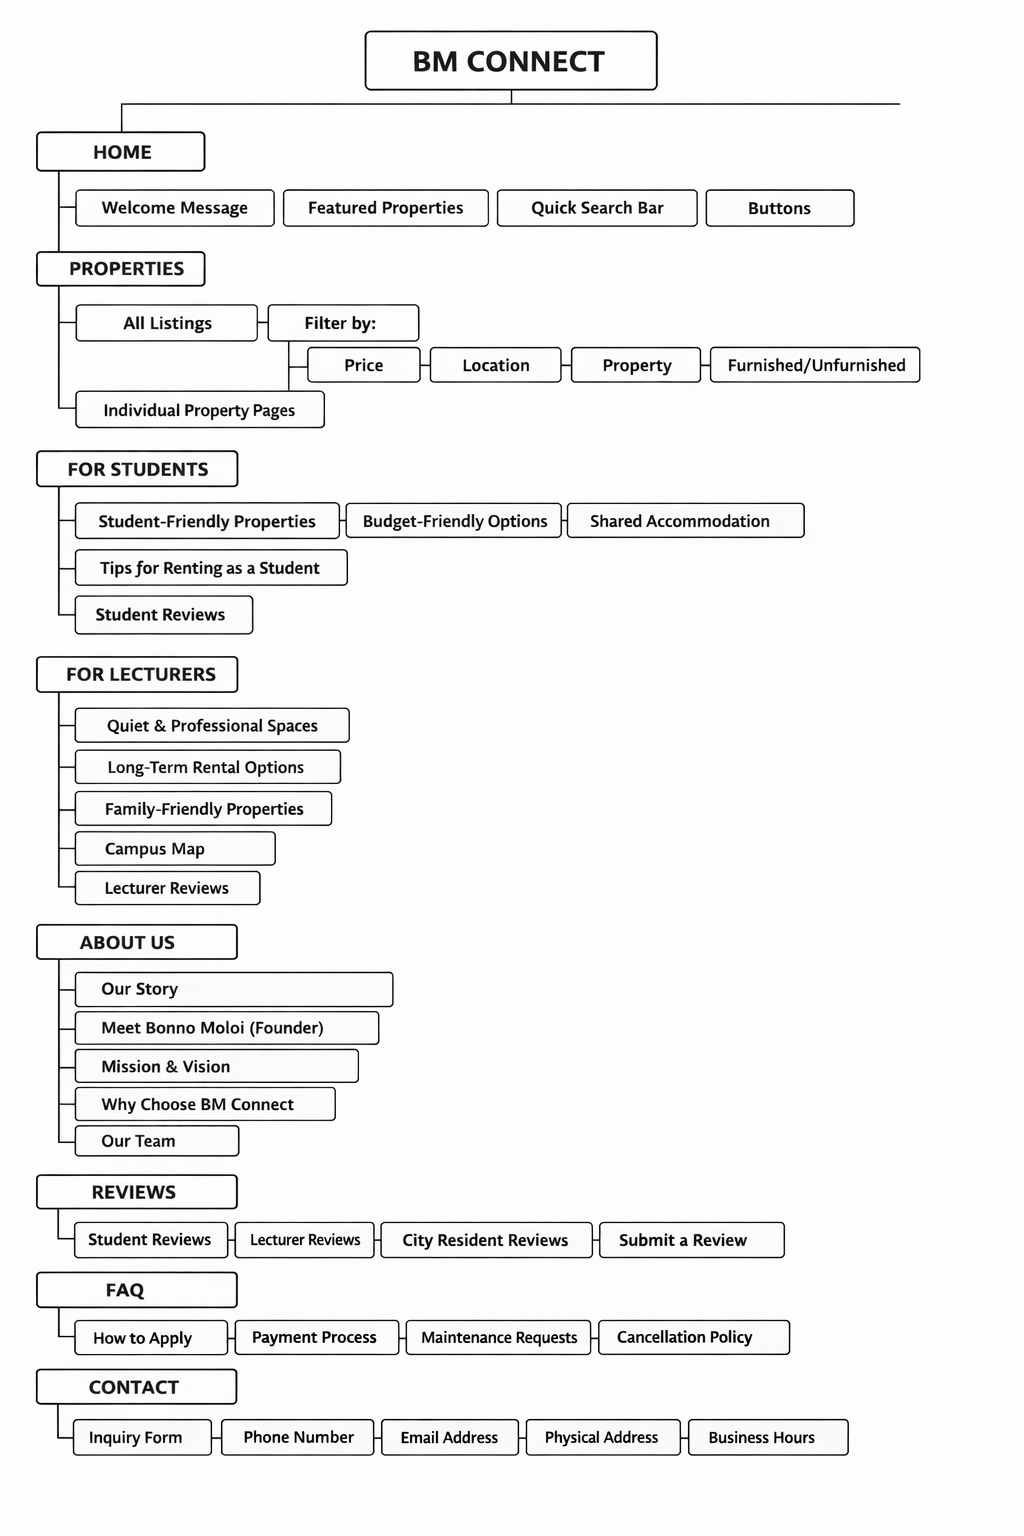 BM CONNECT
HOME
Welcome Message
Featured Properties
Quick Search Bar
Buttons
PROPERTIES
All Listings
Filter by:
Price
Location
Property
Furnished/Unfurnished
Individual Property Pages
FOR STUDENTS
Student-Friendly Properties
Budget-Friendly Options
Shared Accommodation
Tips for Renting as a Student
Student Reviews
FOR LECTURERS
Quiet & Professional Spaces
Long-Term Rental Options
Family-Friendly Properties
Campus Map
Lecturer Reviews
ABOUT US
Our Story
Meet Bonno Moloi (Founder)
Mission & Vision
Why Choose BM Connect
Our Team
REVIEWS
Student Reviews
Lecturer Reviews
City Resident Reviews
Submit a Review
FAQ
How to Apply
Payment Process
Maintenance Requests
Cancellation Policy
CONTACT
Inquiry Form
Phone Number
Email Address
Physical Address
Business Hours